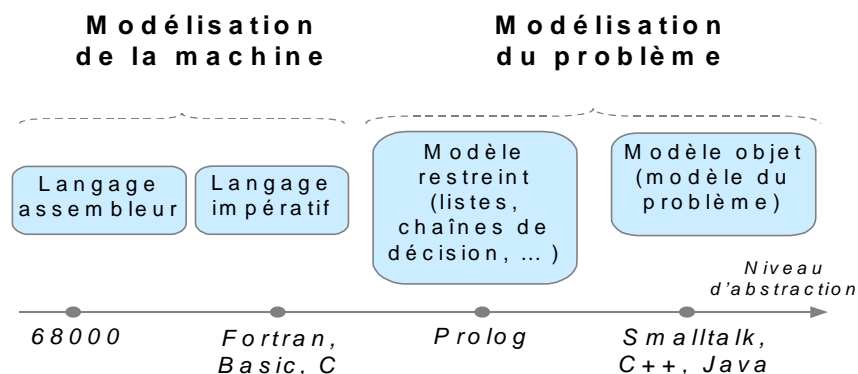 Modélisation
de la machine
Modélisation
du problème
Langage
assembleur
Langage
impératif
Modèle
restreint
(listes,
chaînes de
décision, ... )
Modèle objet
(modèle du
problème)
Niveau
d'abstraction
68000
Fortran,
Basic, C
Prolog
Smalltalk,
C++, Java